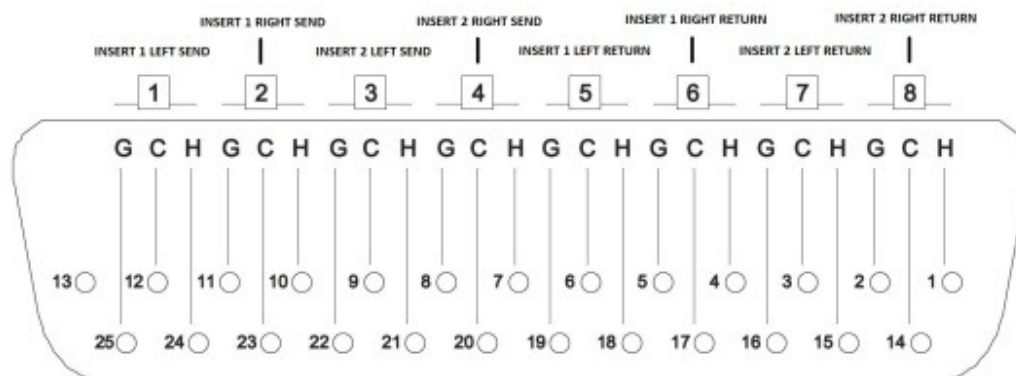 INSERT 1 RIGHT SEND INSERT 2 RIGHT SEND INSERT 1 RIGHT RETURN INSERT 2 RIGHT RETURN
INSERT 1 LEFT SEND INSERT 2 LEFT SEND INSERT 1 LEFT RETURN INSERT 2 LEFT RETURN
1 2 3 4 5 6 7 8
G C H G C H G C H G C H G C H G C H G C H G C H
13 12 11 10 9 8 7 6 5 4 3 2 1
25 24 23 22 21 20 19 18 17 16 15 14